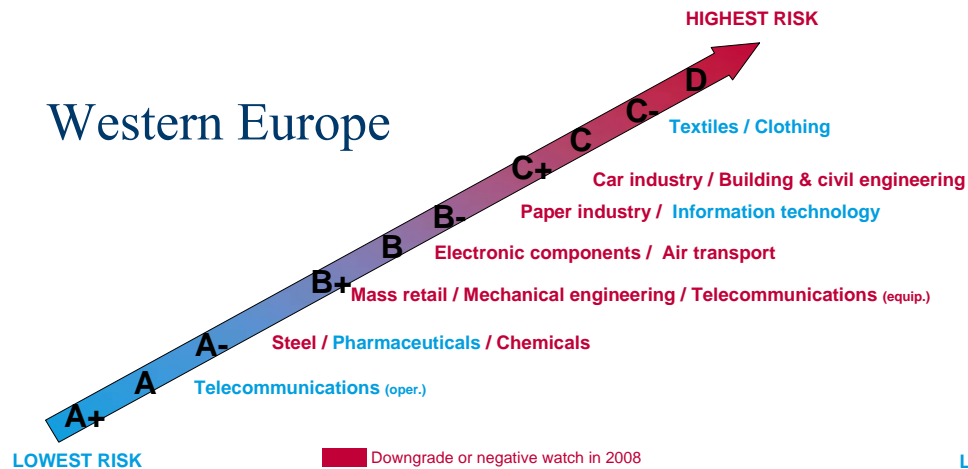 HIGHEST RISK
Western Europe
D
C-
Textiles / Clothing
C
C+
Car industry / Building & civil engineering
B-
Paper industry / Information technology
B
Electronic components / Air transport
B+
Mass retail / Mechanical engineering / Telecommunications (equip.)
A-
Steel / Pharmaceuticals / Chemicals
A
Telecommunications (oper.)
A+
LOWEST RISK
Downgrade or negative watch in 2008
L